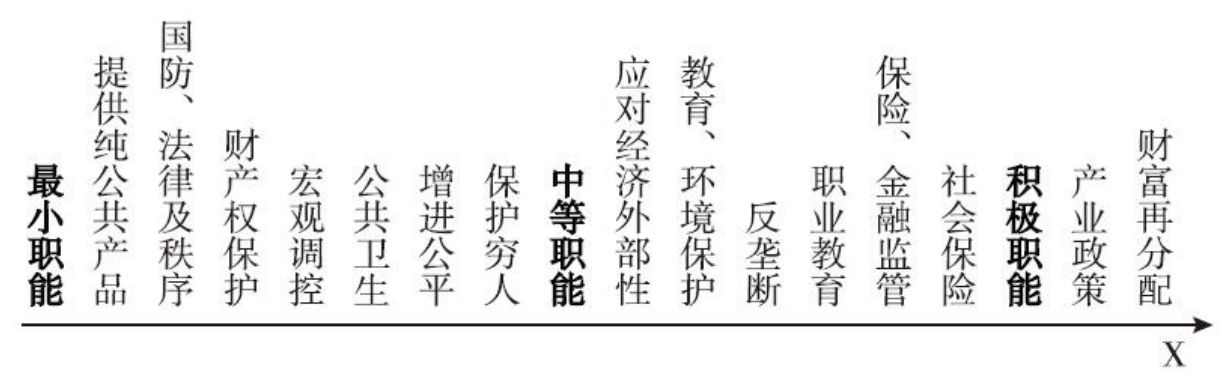 最小职能
提供纯公共产品
国防、法律及秩序
财产权保护
宏观调控
公共卫生
增进公平
保护穷人
中等职能
应对经济外部性
教育、环境保护
反垄断
职业教育
保险、金融监管
社会保险
积极职能
产业政策
财富再分配
X